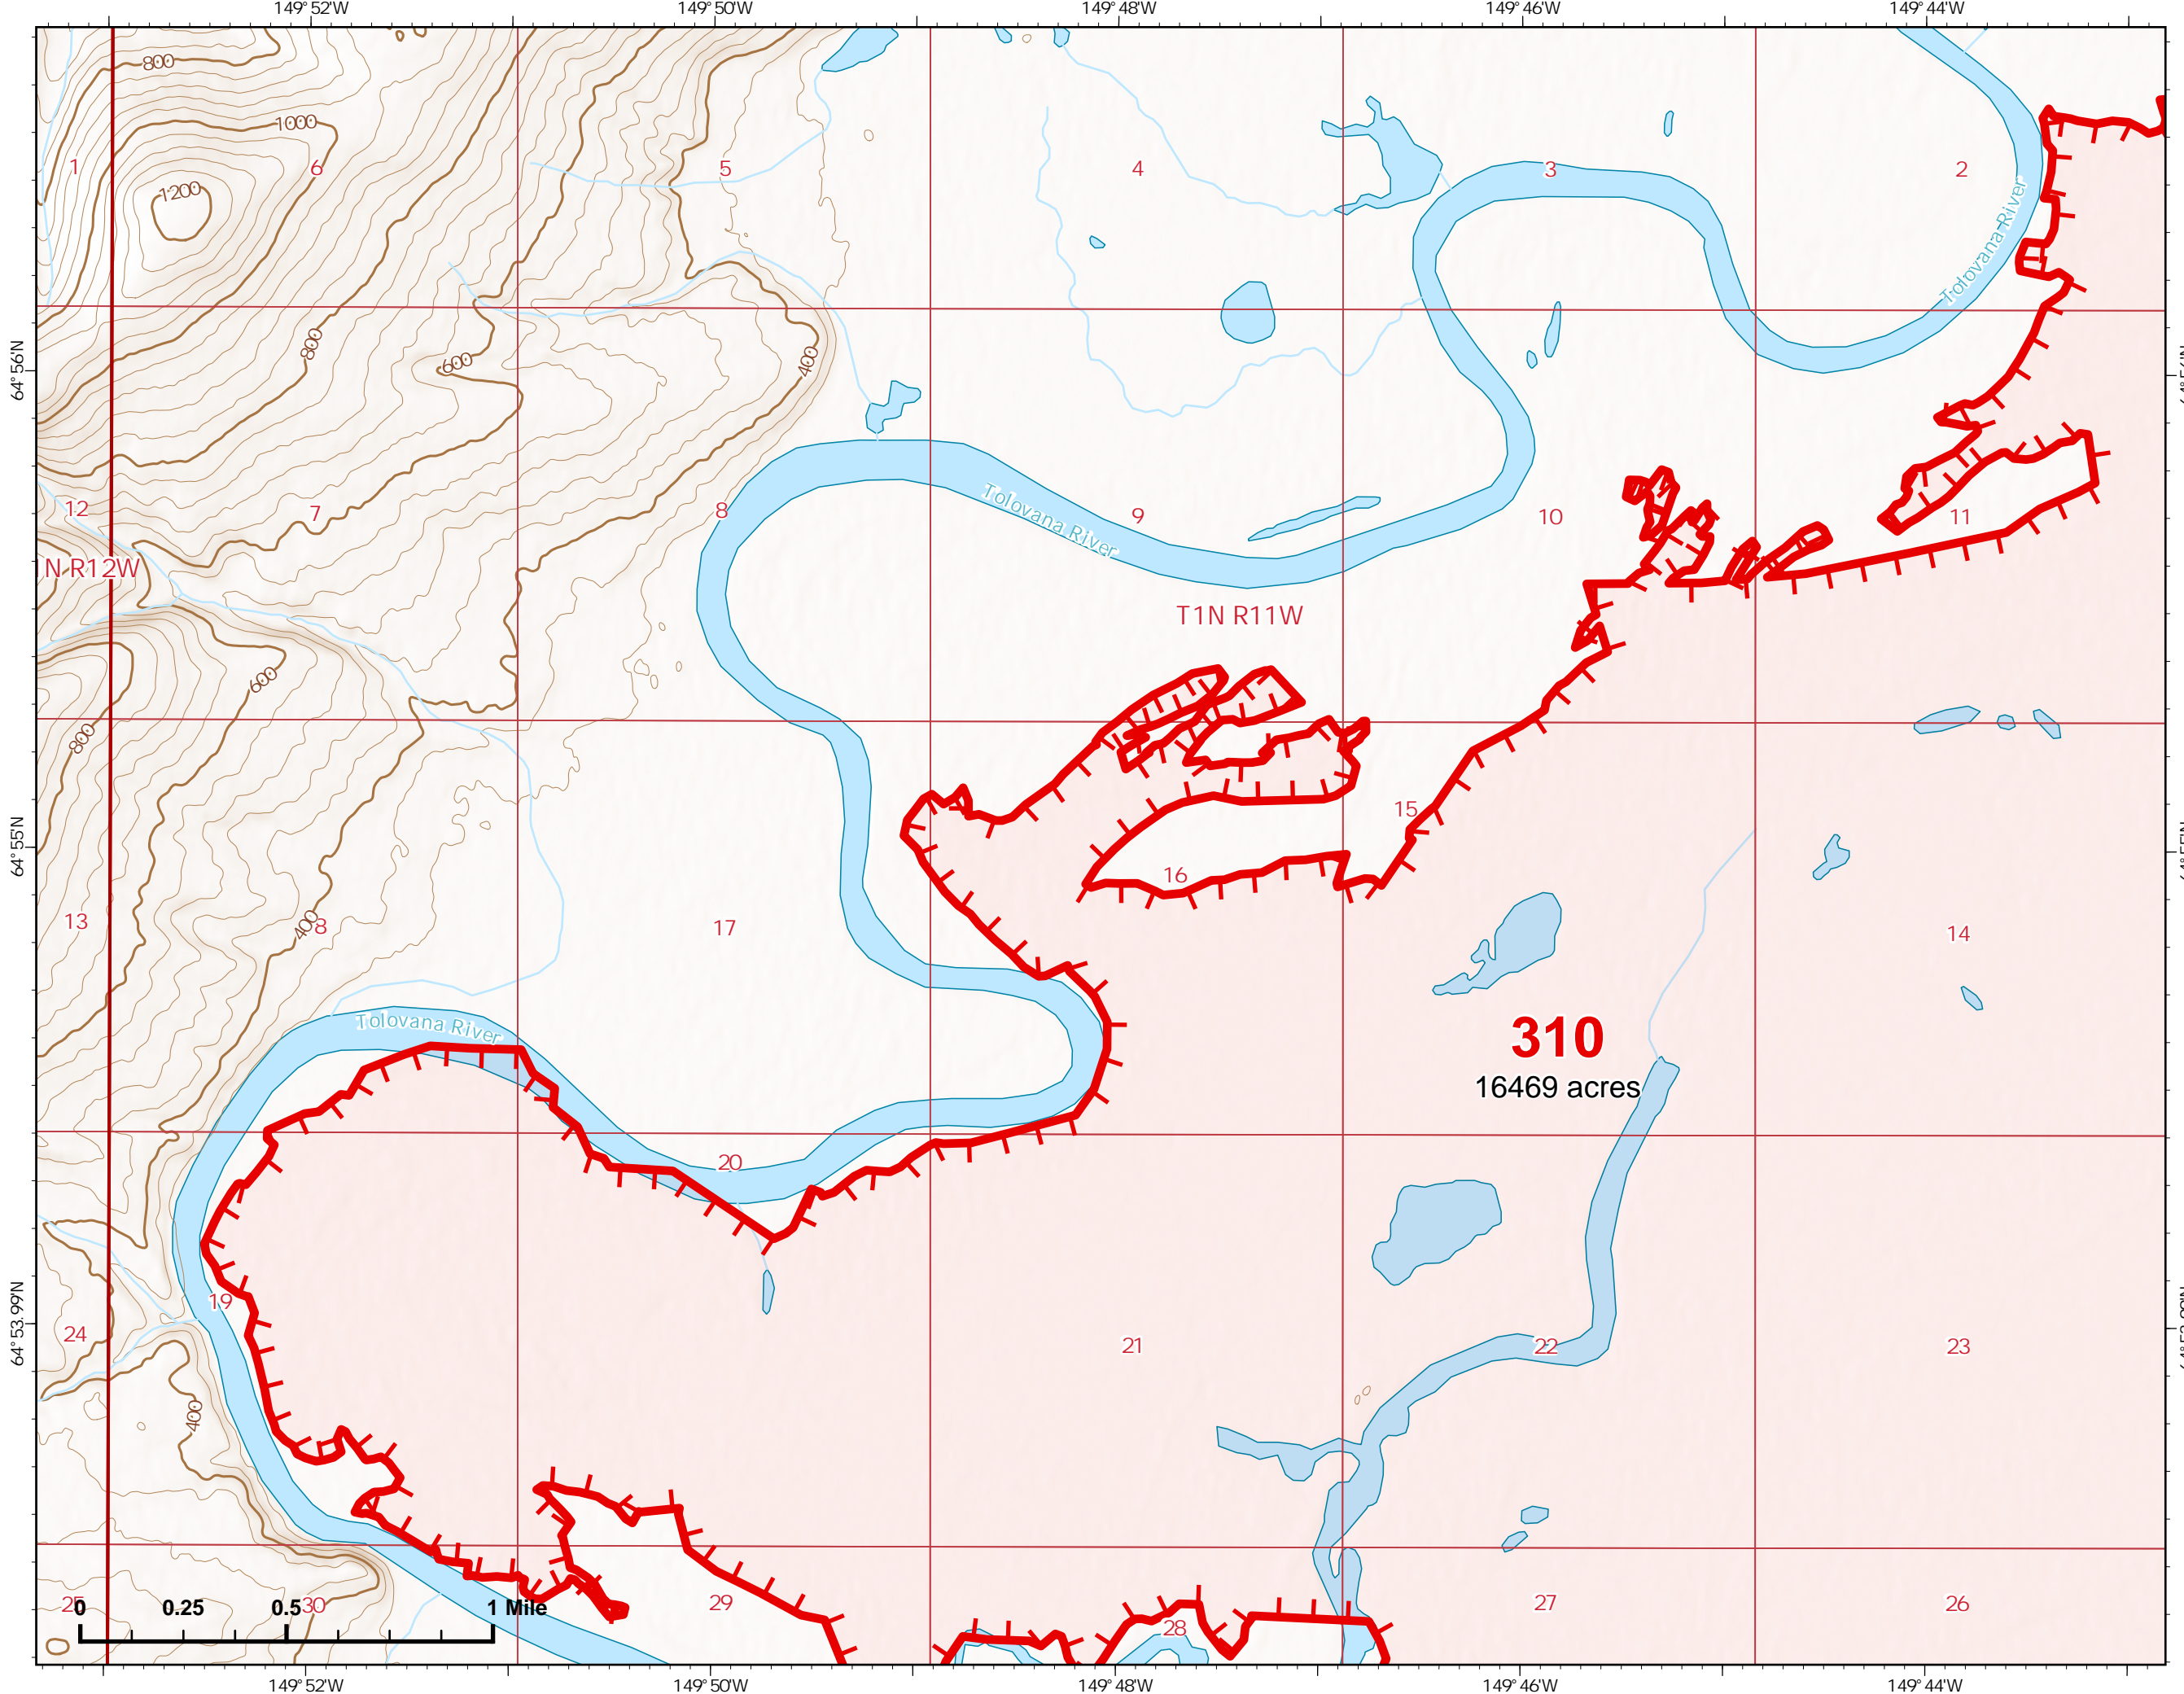 149°52'W 149°50'W 149°48'W 149°46'W 149°44'W
800
1000
1 6 5 4 3 2
1200
Tolovana River
800
600
400
64°56'N
12 7 8 9 10 11
Tolovana River
N R12W
T1N R11W
600
800
15
64°55'N
16
13 400 8 17 14
Tolovana River
310
16469 acres
20
19
64°53.99'N
24 21 22 23
400
25 30 29 28 27 26
0 0.25 0.5 1 Mile
149°52'W 149°50'W 149°48'W 149°46'W 149°44'W